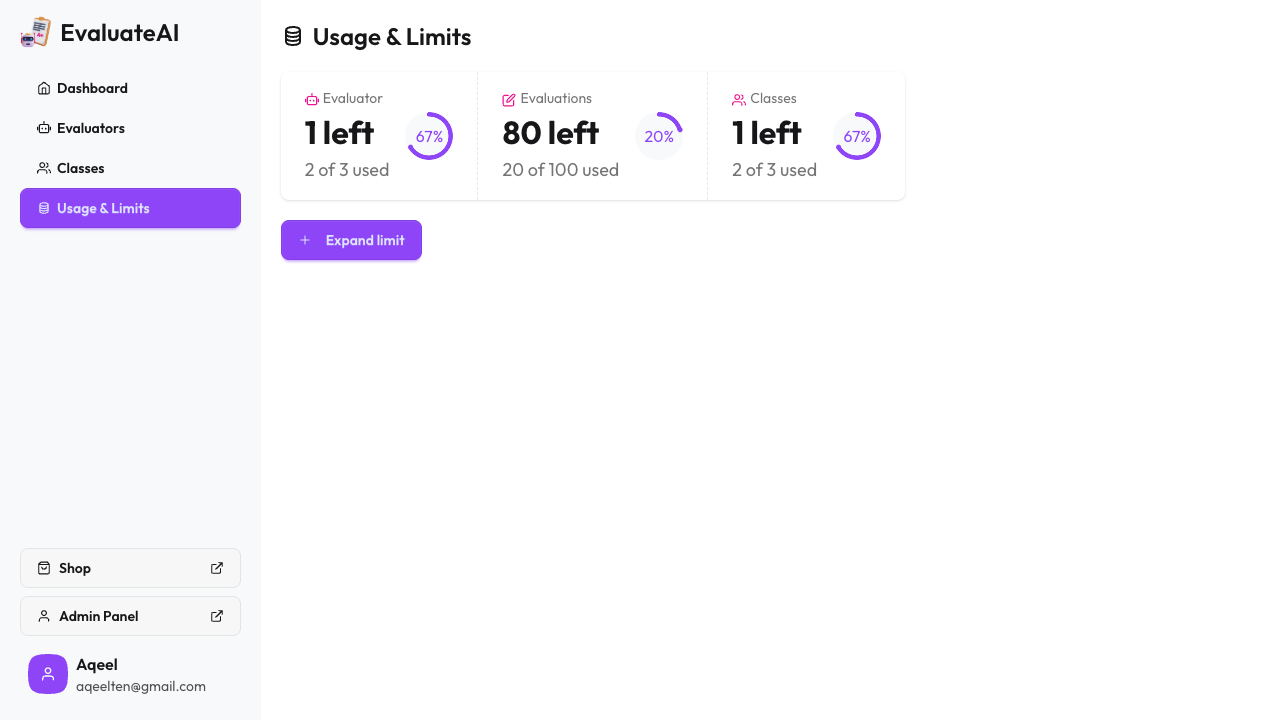 EvaluateAI
Dashboard
Evaluators
Classes
Usage & Limits
Shop
Admin Panel
Aqeel
aqeelten@gmail.com
Usage & Limits
Evaluator
1 left
2 of 3 used
67%
Evaluations
80 left
20 of 100 used
20%
Classes
1 left
2 of 3 used
67%
Expand limit